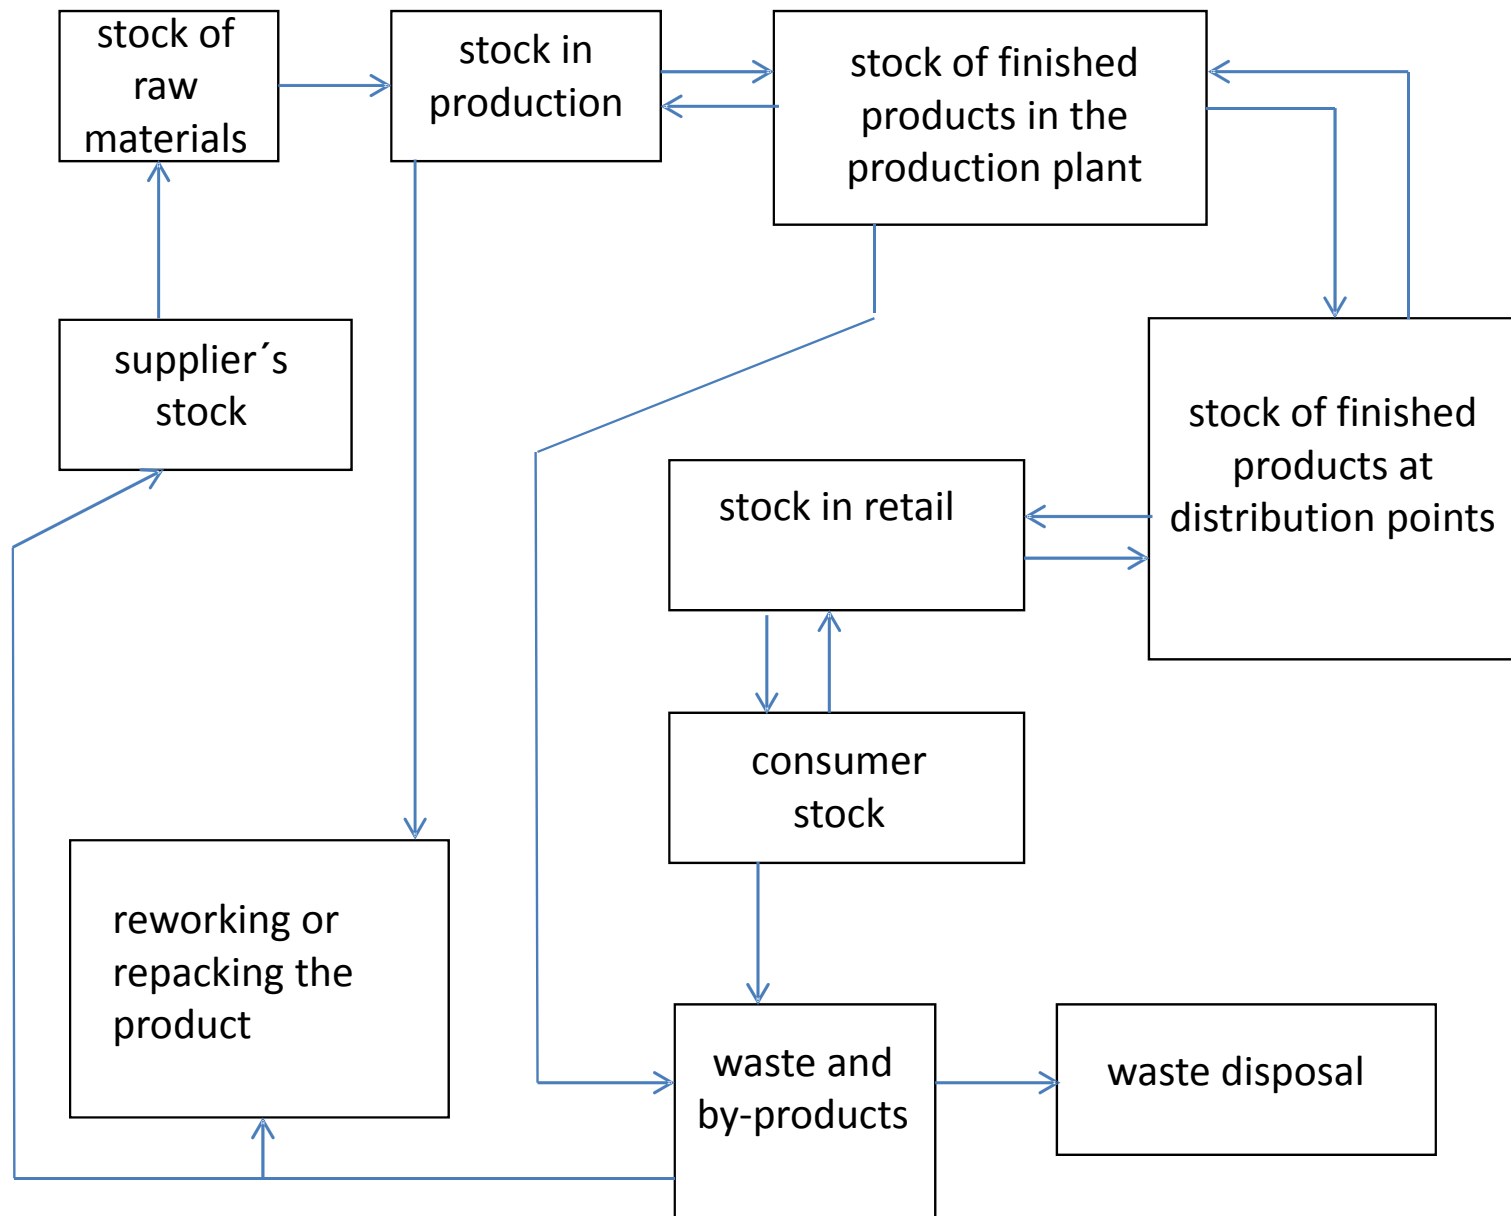 stock of
raw
materials
stock in
production
stock of finished
products in the
production plant
supplier´s
stock
stock of finished
products at
distribution points
stock in retail
consumer
stock
reworking or
repacking the
product
waste and
by-products
waste disposal